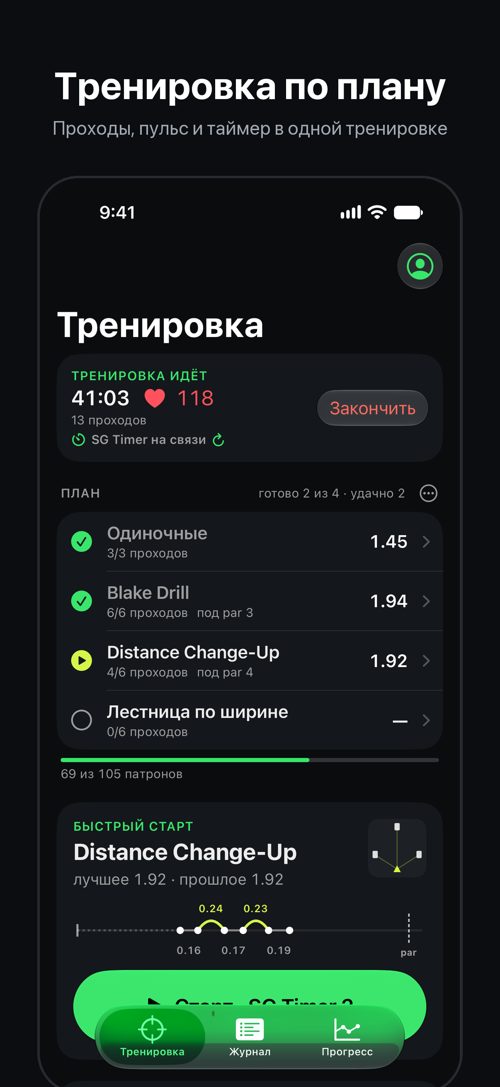 Тренировка по плану
Проходы, пульс и таймер в одной тренировке
9:41
Тренировка
ТРЕНИРОВКА ИДЁТ
41:03 118
13 проходов
SG Timer на связи
Закончить
ПЛАН готово 2 из 4 · удачно 2
Одиночные 1.45
3/3 проходов
Blake Drill 1.94
6/6 проходов под par 3
Distance Change-Up 1.92
4/6 проходов под par 4
Лестница по ширине —
0/6 проходов
69 из 105 патронов
БЫСТРЫЙ СТАРТ
Distance Change-Up
лучшее 1.92 · прошлое 1.92
0.24 0.23
0.16 0.17 0.19 par
Тренировка Журнал Прогресс